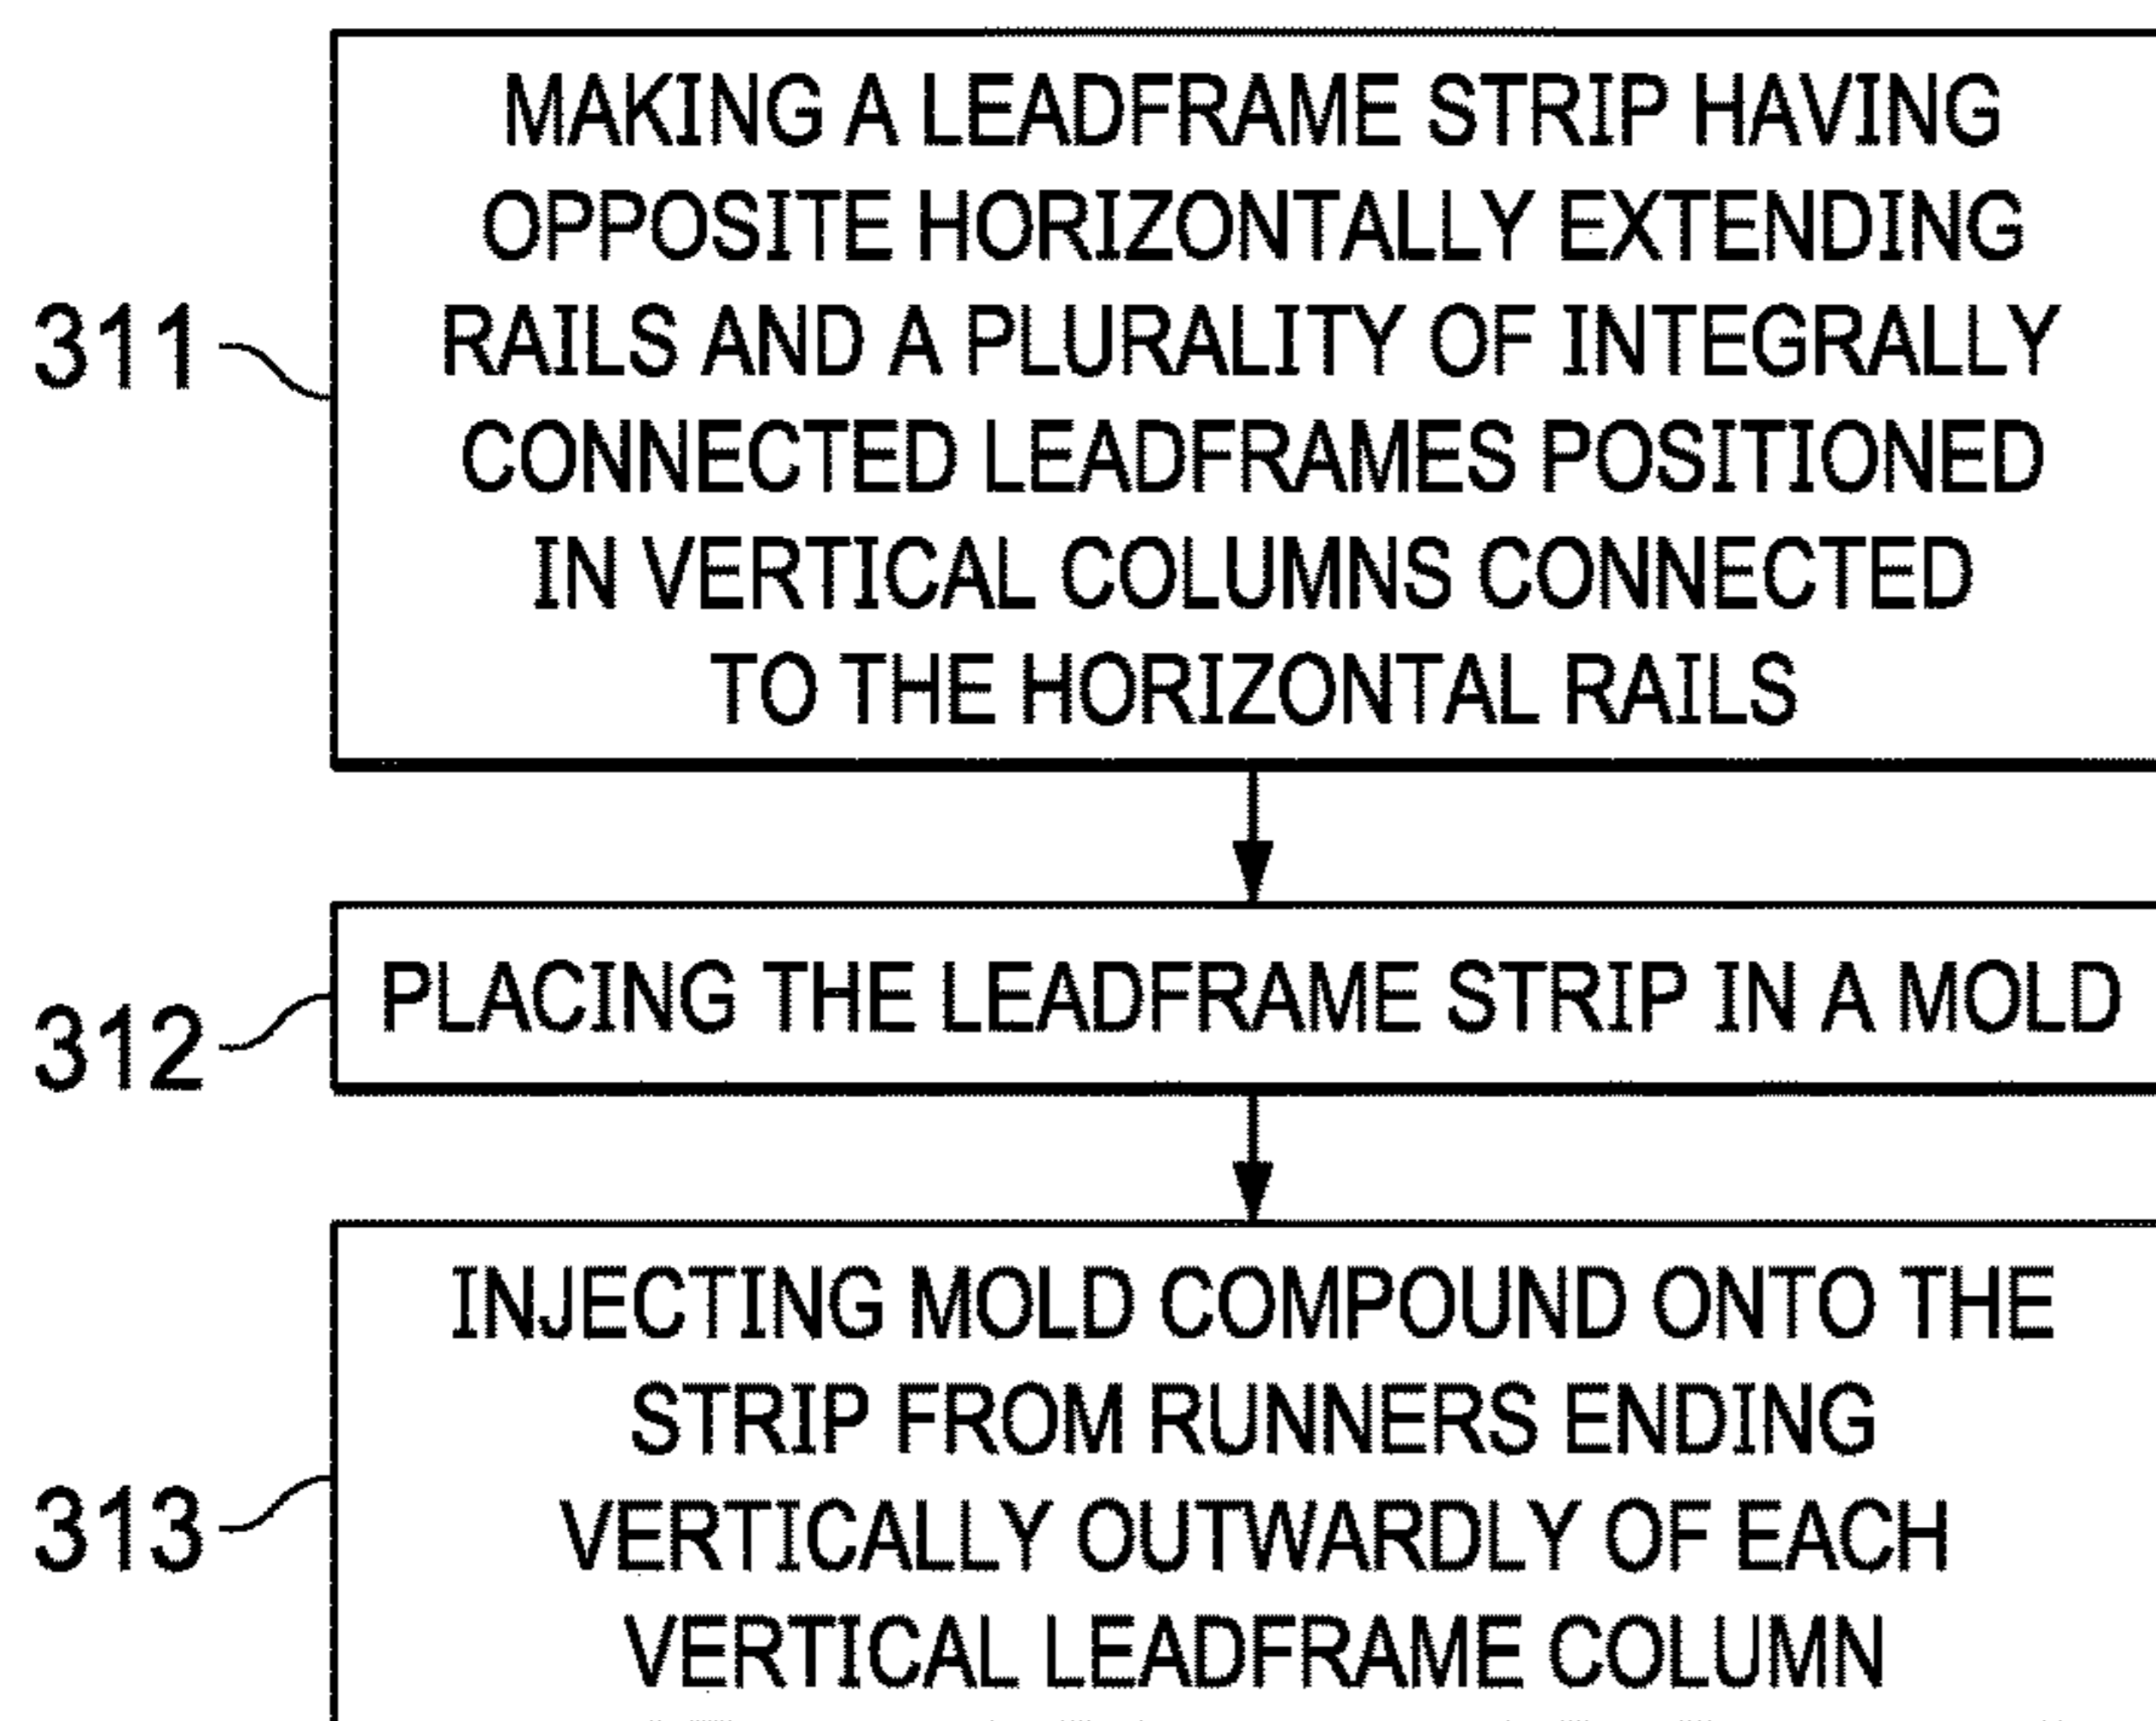 MAKING A LEADFRAME STRIP HAVING
OPPOSITE HORIZONTALLY EXTENDING
RAILS AND A PLURALITY OF INTEGRALLY
CONNECTED LEADFRAMES POSITIONED
IN VERTICAL COLUMNS CONNECTED
TO THE HORIZONTAL RAILS
311
PLACING THE LEADFRAME STRIP IN A MOLD
312
INJECTING MOLD COMPOUND ONTO THE
STRIP FROM RUNNERS ENDING
VERTICALLY OUTWARDLY OF EACH
VERTICAL LEADFRAME COLUMN
313